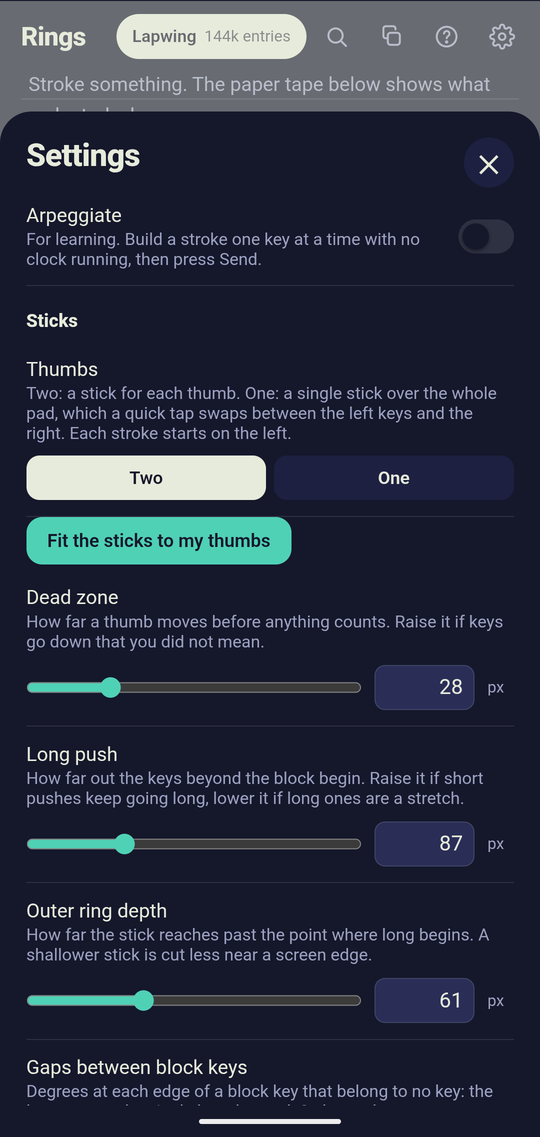 Rings
Lapwing 144k entries
Stroke something. The paper tape below shows what
Settings
Arpeggiate
For learning. Build a stroke one key at a time with no
clock running, then press Send.
Sticks
Thumbs
Two: a stick for each thumb. One: a single stick over the whole
pad, which a quick tap swaps between the left keys and the
right. Each stroke starts on the left.
Two
One
Fit the sticks to my thumbs
Dead zone
How far a thumb moves before anything counts. Raise it if keys
go down that you did not mean.
28 px
Long push
How far out the keys beyond the block begin. Raise it if short
pushes keep going long, lower it if long ones are a stretch.
87 px
Outer ring depth
How far the stick reaches past the point where long begins. A
shallower stick is cut less near a screen edge.
61 px
Gaps between block keys
Degrees at each edge of a block key that belong to no key: the